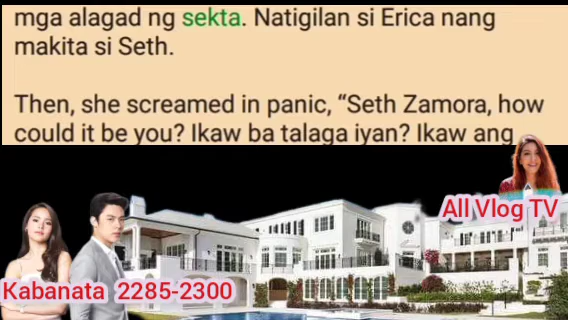 mga alagad ng sekta. Natigilan si Erica nang
makita si Seth.
Then, she screamed in panic, “Seth Zamora, how
could it be you? Ikaw ba talaga iyan? Ikaw ang
All Vlog TV
Kabanata 2285-2300